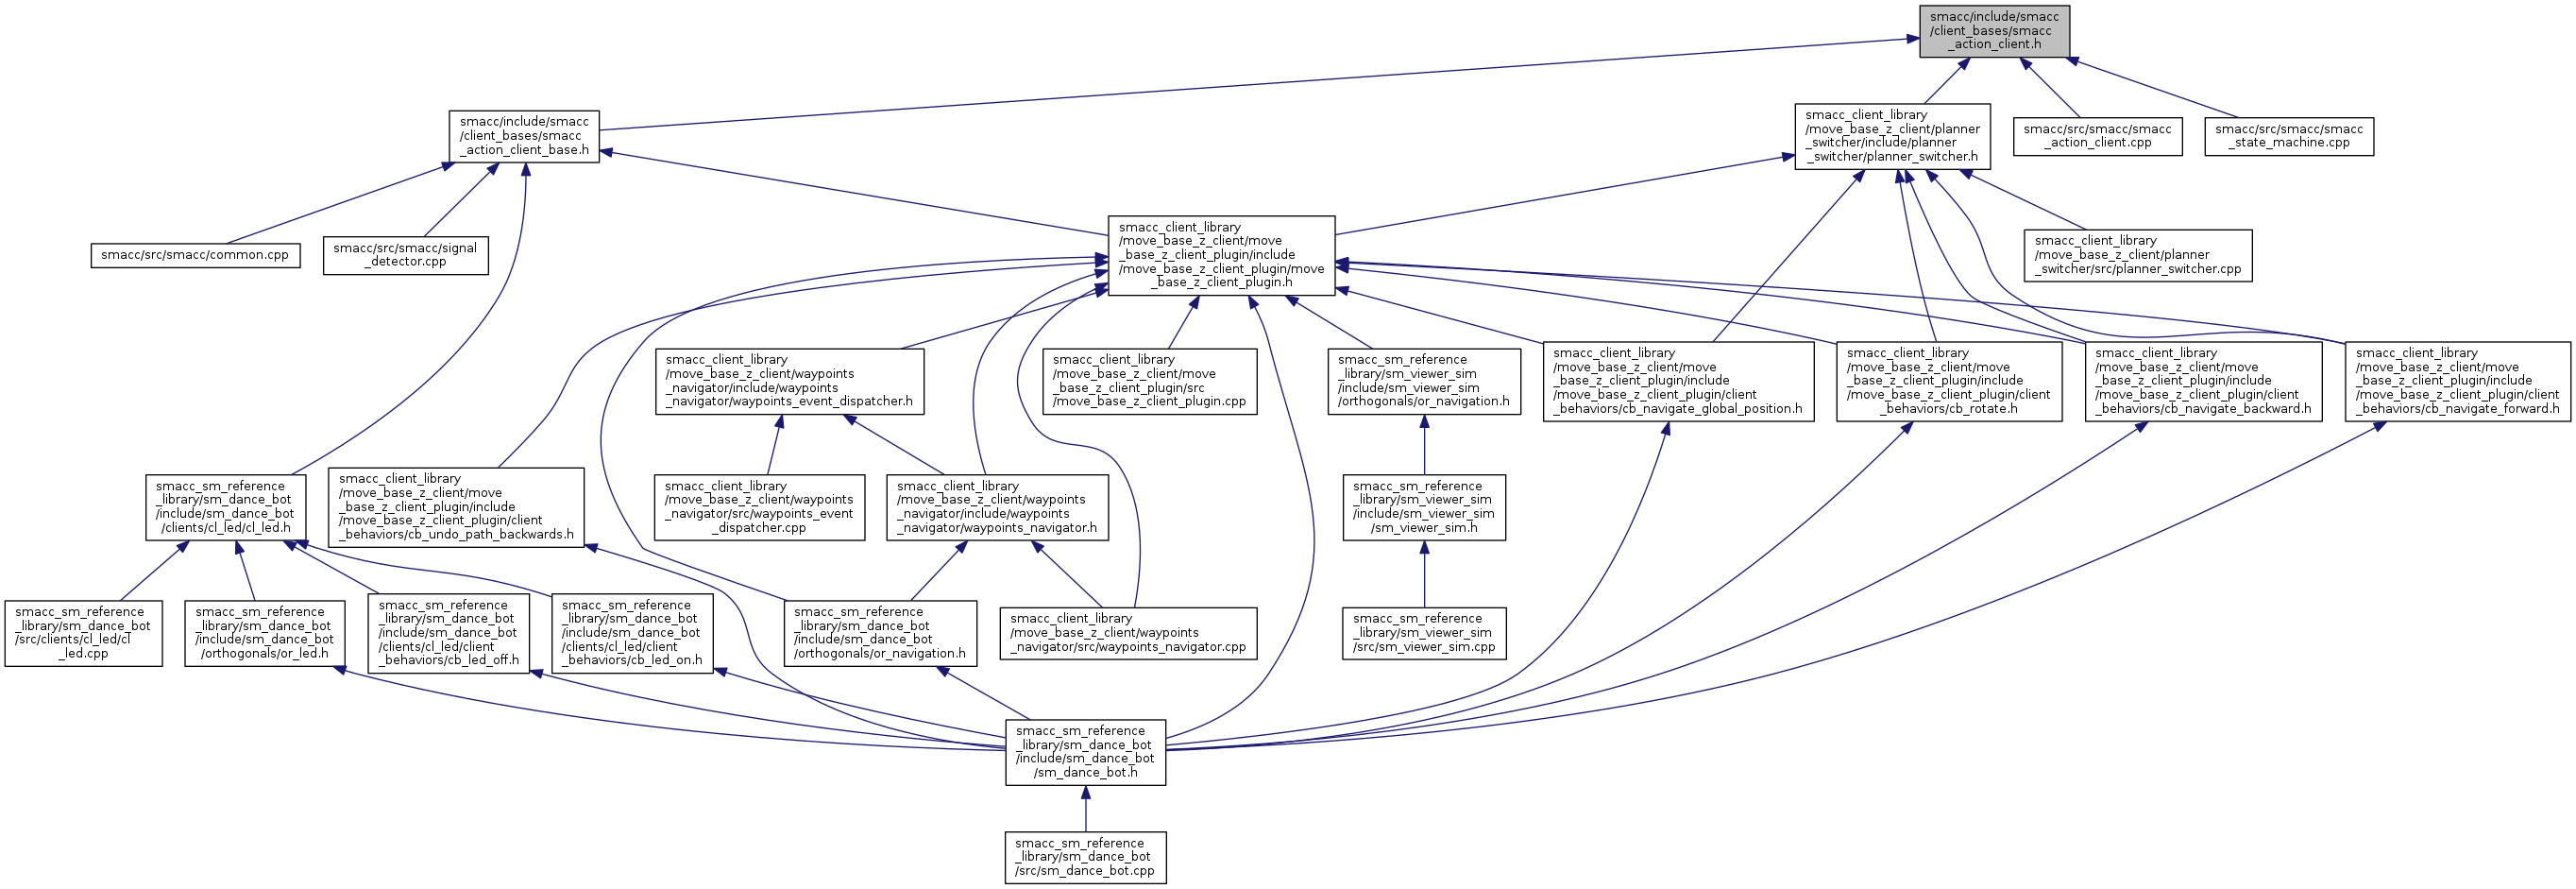 smacc/include/smacc
/client_bases/smacc
_action_client.h
smacc/include/smacc
/client_bases/smacc
_action_client_base.h
smacc_client_library
/move_base_z_client/planner
_switcher/include/planner
_switcher/planner_switcher.h
smacc/src/smacc/smacc
_action_client.cpp
smacc/src/smacc/smacc
_state_machine.cpp
smacc/src/smacc/common.cpp
smacc/src/smacc/signal
_detector.cpp
smacc_client_library
/move_base_z_client/move
_base_z_client_plugin/include
/move_base_z_client_plugin/move
_base_z_client_plugin.h
smacc_client_library
/move_base_z_client/planner
_switcher/src/planner_switcher.cpp
smacc_client_library
/move_base_z_client/waypoints
_navigator/include/waypoints
_navigator/waypoints_event_dispatcher.h
smacc_client_library
/move_base_z_client/move
_base_z_client_plugin/src
/move_base_z_client_plugin.cpp
smacc_sm_reference
_library/sm_viewer_sim
/include/sm_viewer_sim
/orthogonals/or_navigation.h
smacc_client_library
/move_base_z_client/move
_base_z_client_plugin/include
/move_base_z_client_plugin/client
_behaviors/cb_navigate_global_position.h
smacc_client_library
/move_base_z_client/move
_base_z_client_plugin/include
/move_base_z_client_plugin/client
_behaviors/cb_rotate.h
smacc_client_library
/move_base_z_client/move
_base_z_client_plugin/include
/move_base_z_client_plugin/client
_behaviors/cb_navigate_backward.h
smacc_client_library
/move_base_z_client/move
_base_z_client_plugin/include
/move_base_z_client_plugin/client
_behaviors/cb_navigate_forward.h
smacc_sm_reference
_library/sm_dance_bot
/include/sm_dance_bot
/clients/cl_led/cl_led.h
smacc_client_library
/move_base_z_client/move
_base_z_client_plugin/include
/move_base_z_client_plugin/client
_behaviors/cb_undo_path_backwards.h
smacc_client_library
/move_base_z_client/waypoints
_navigator/src/waypoints_event
_dispatcher.cpp
smacc_client_library
/move_base_z_client/waypoints
_navigator/include/waypoints
_navigator/waypoints_navigator.h
smacc_sm_reference
_library/sm_viewer_sim
/include/sm_viewer_sim
/sm_viewer_sim.h
smacc_sm_reference
_library/sm_dance_bot
/src/clients/cl_led/cl
_led.cpp
smacc_sm_reference
_library/sm_dance_bot
/include/sm_dance_bot
/orthogonals/or_led.h
smacc_sm_reference
_library/sm_dance_bot
/include/sm_dance_bot
/clients/cl_led/client
_behaviors/cb_led_off.h
smacc_sm_reference
_library/sm_dance_bot
/include/sm_dance_bot
/clients/cl_led/client
_behaviors/cb_led_on.h
smacc_sm_reference
_library/sm_dance_bot
/include/sm_dance_bot
/orthogonals/or_navigation.h
smacc_client_library
/move_base_z_client/waypoints
_navigator/src/waypoints_navigator.cpp
smacc_sm_reference
_library/sm_viewer_sim
/src/sm_viewer_sim.cpp
smacc_sm_reference
_library/sm_dance_bot
/include/sm_dance_bot
/sm_dance_bot.h
smacc_sm_reference
_library/sm_dance_bot
/src/sm_dance_bot.cpp